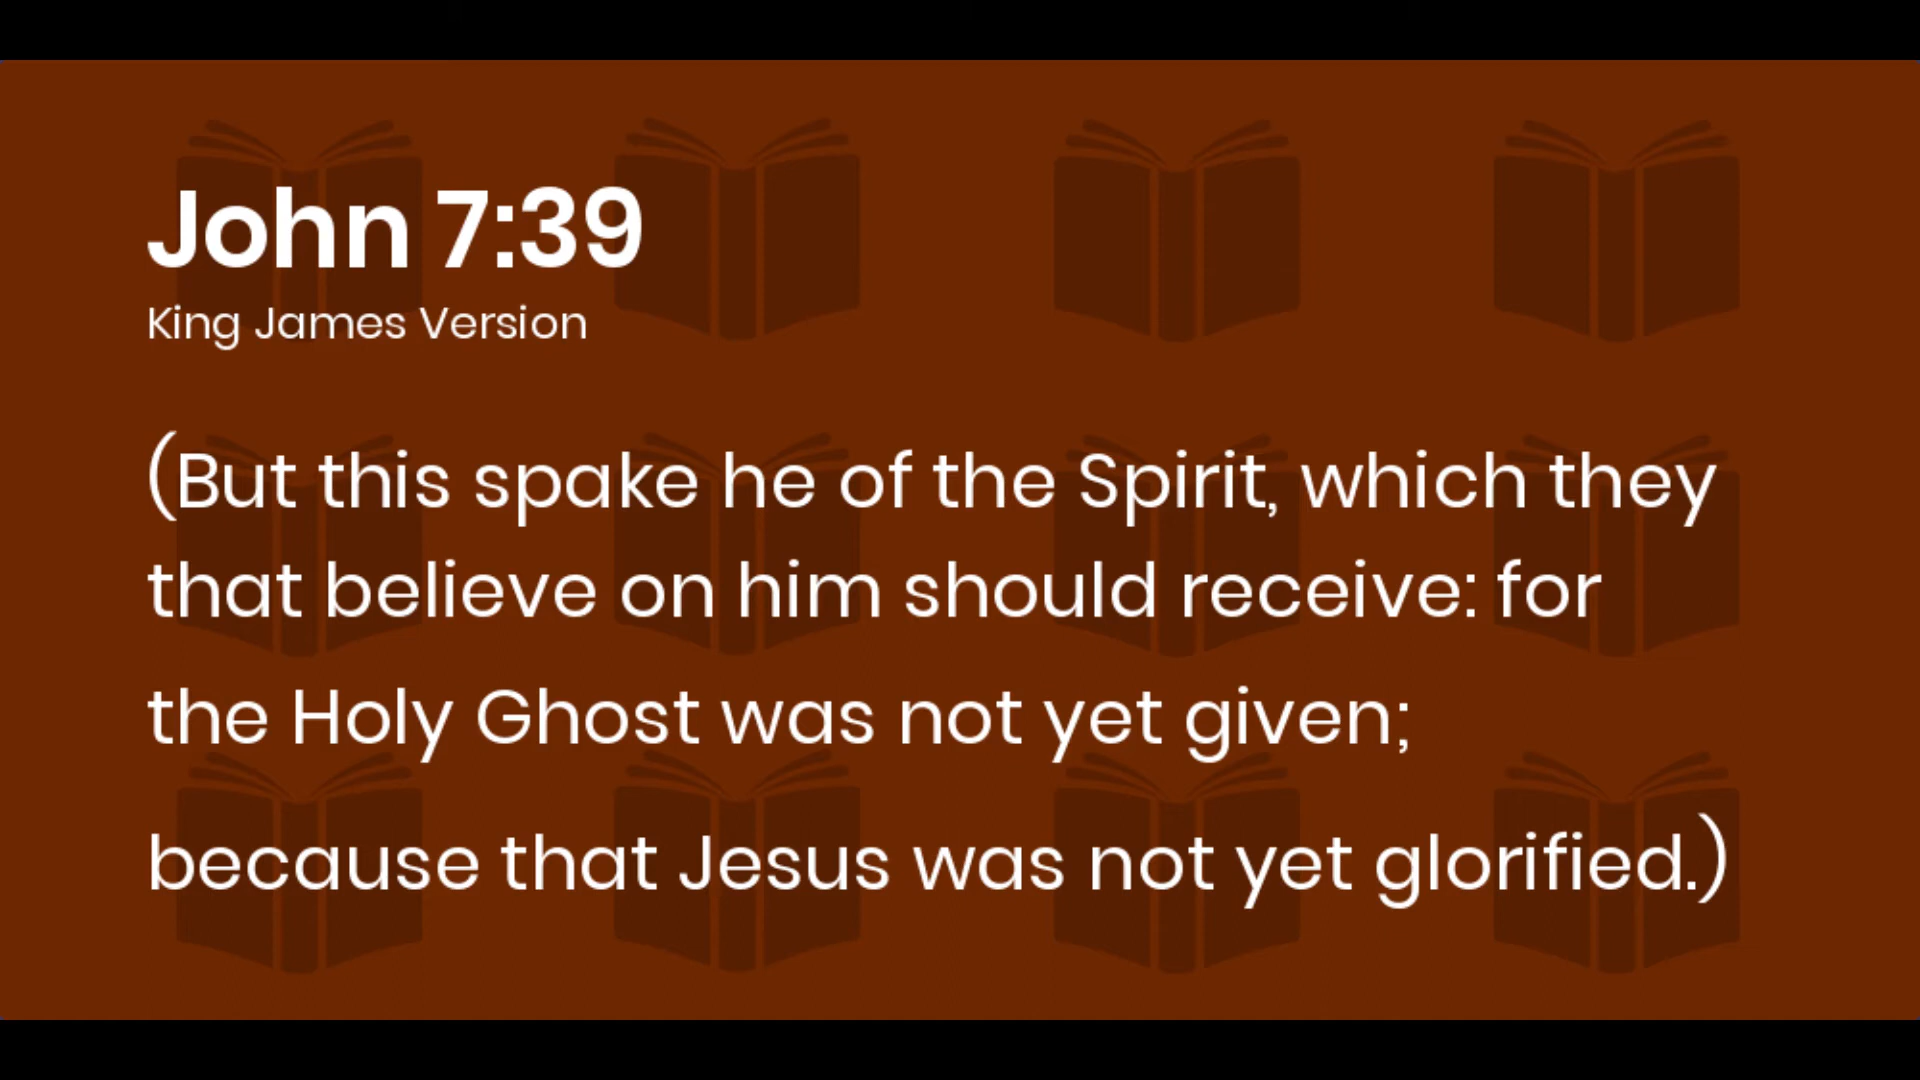 John 7:39
King James Version
(But this spake he of the Spirit, which they
that believe on him should receive: for
the Holy Ghost was not yet given;
because that Jesus was not yet glorified.)